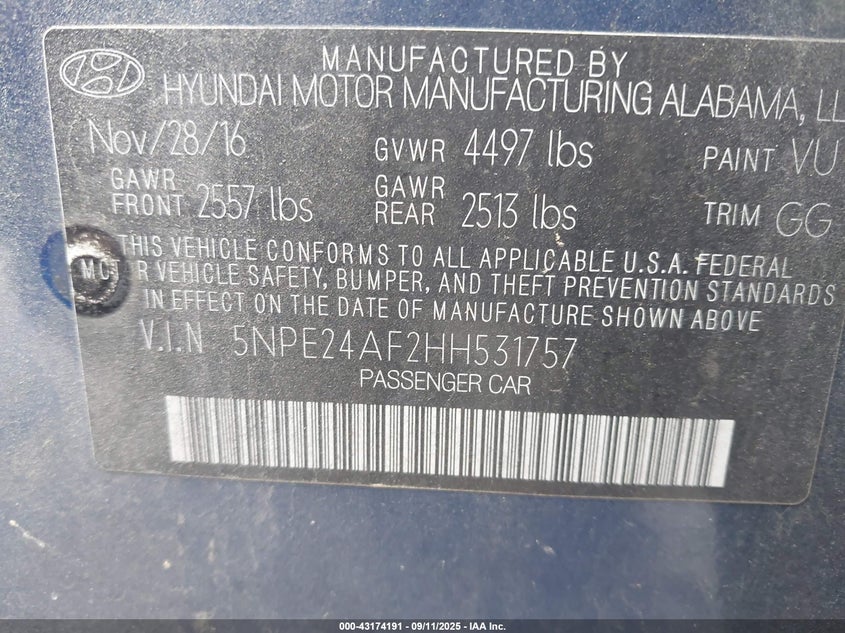 MANUFACTURED BY
HYUNDAI MOTOR MANUFACTURING ALABAMA, LL
Nov/28/16 GVWR 4497 lbs PAINT VU
GAWR FRONT 2557 lbs GAWR REAR 2513 lbs TRIM GG
THIS VEHICLE CONFORMS TO ALL APPLICABLE U.S.A. FEDERAL
MOTOR VEHICLE SAFETY, BUMPER, AND THEFT PREVENTION STANDARDS
IN EFFECT ON THE DATE OF MANUFACTURE SHOWN ABOVE
V.I.N 5NPE24AF2HH531757
PASSENGER CAR
000-43174191 - 09/11/2025 - IAA Inc.